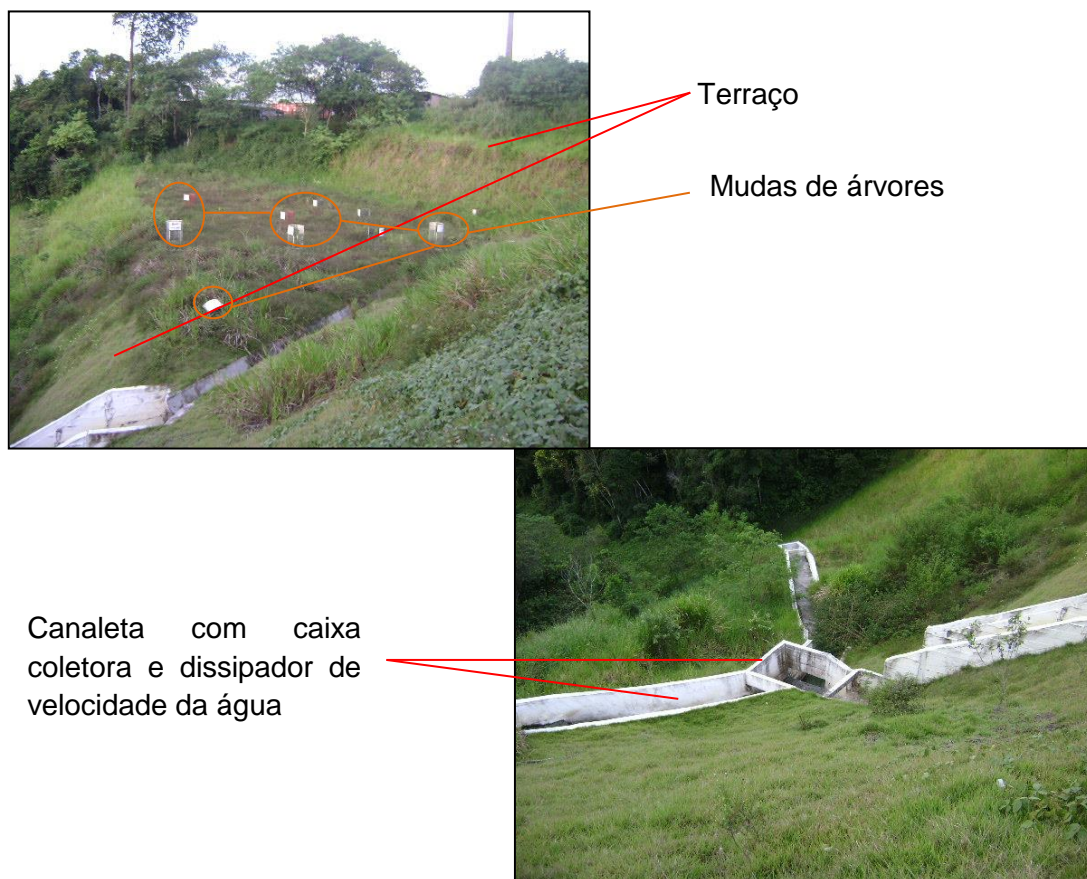 Terraço
Mudas de árvores
Canaleta com caixa
coletora e dissipador de
velocidade da água